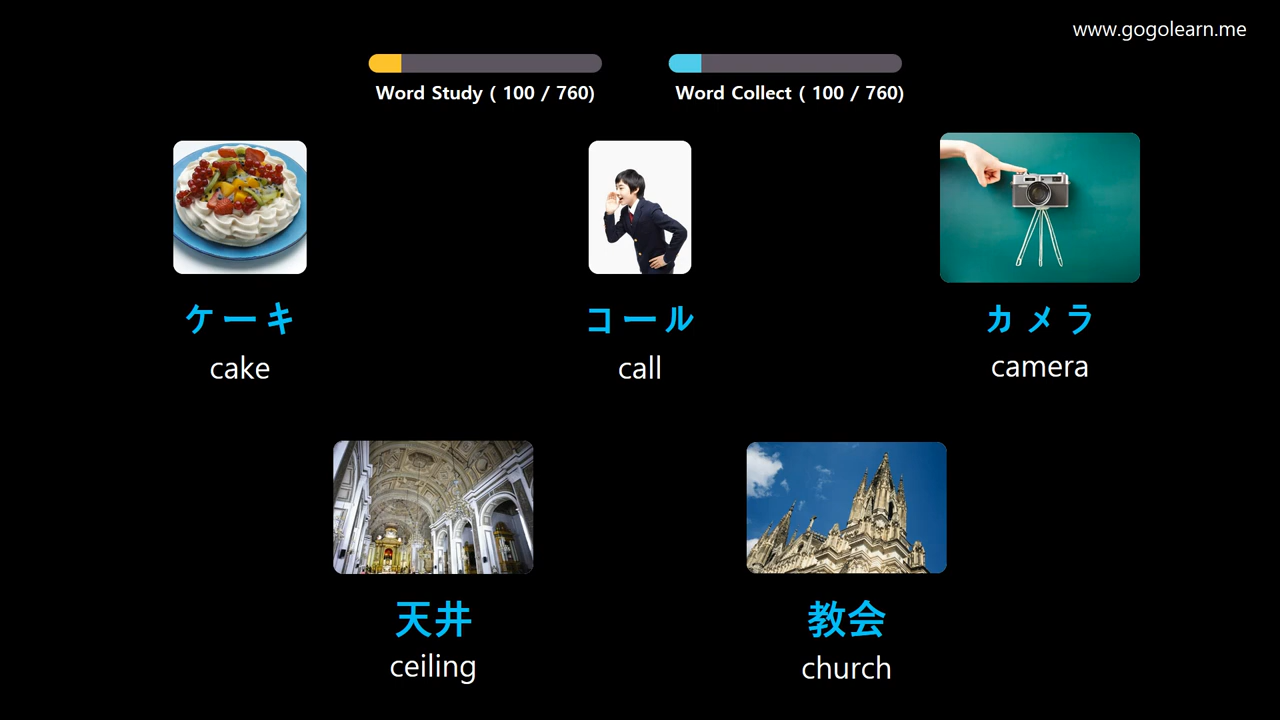 www.gogolearn.me
Word Study ( 100 / 760)
Word Collect ( 100 / 760)
ケーキ
cake
コール
call
カメラ
camera
天井
ceiling
教会
church